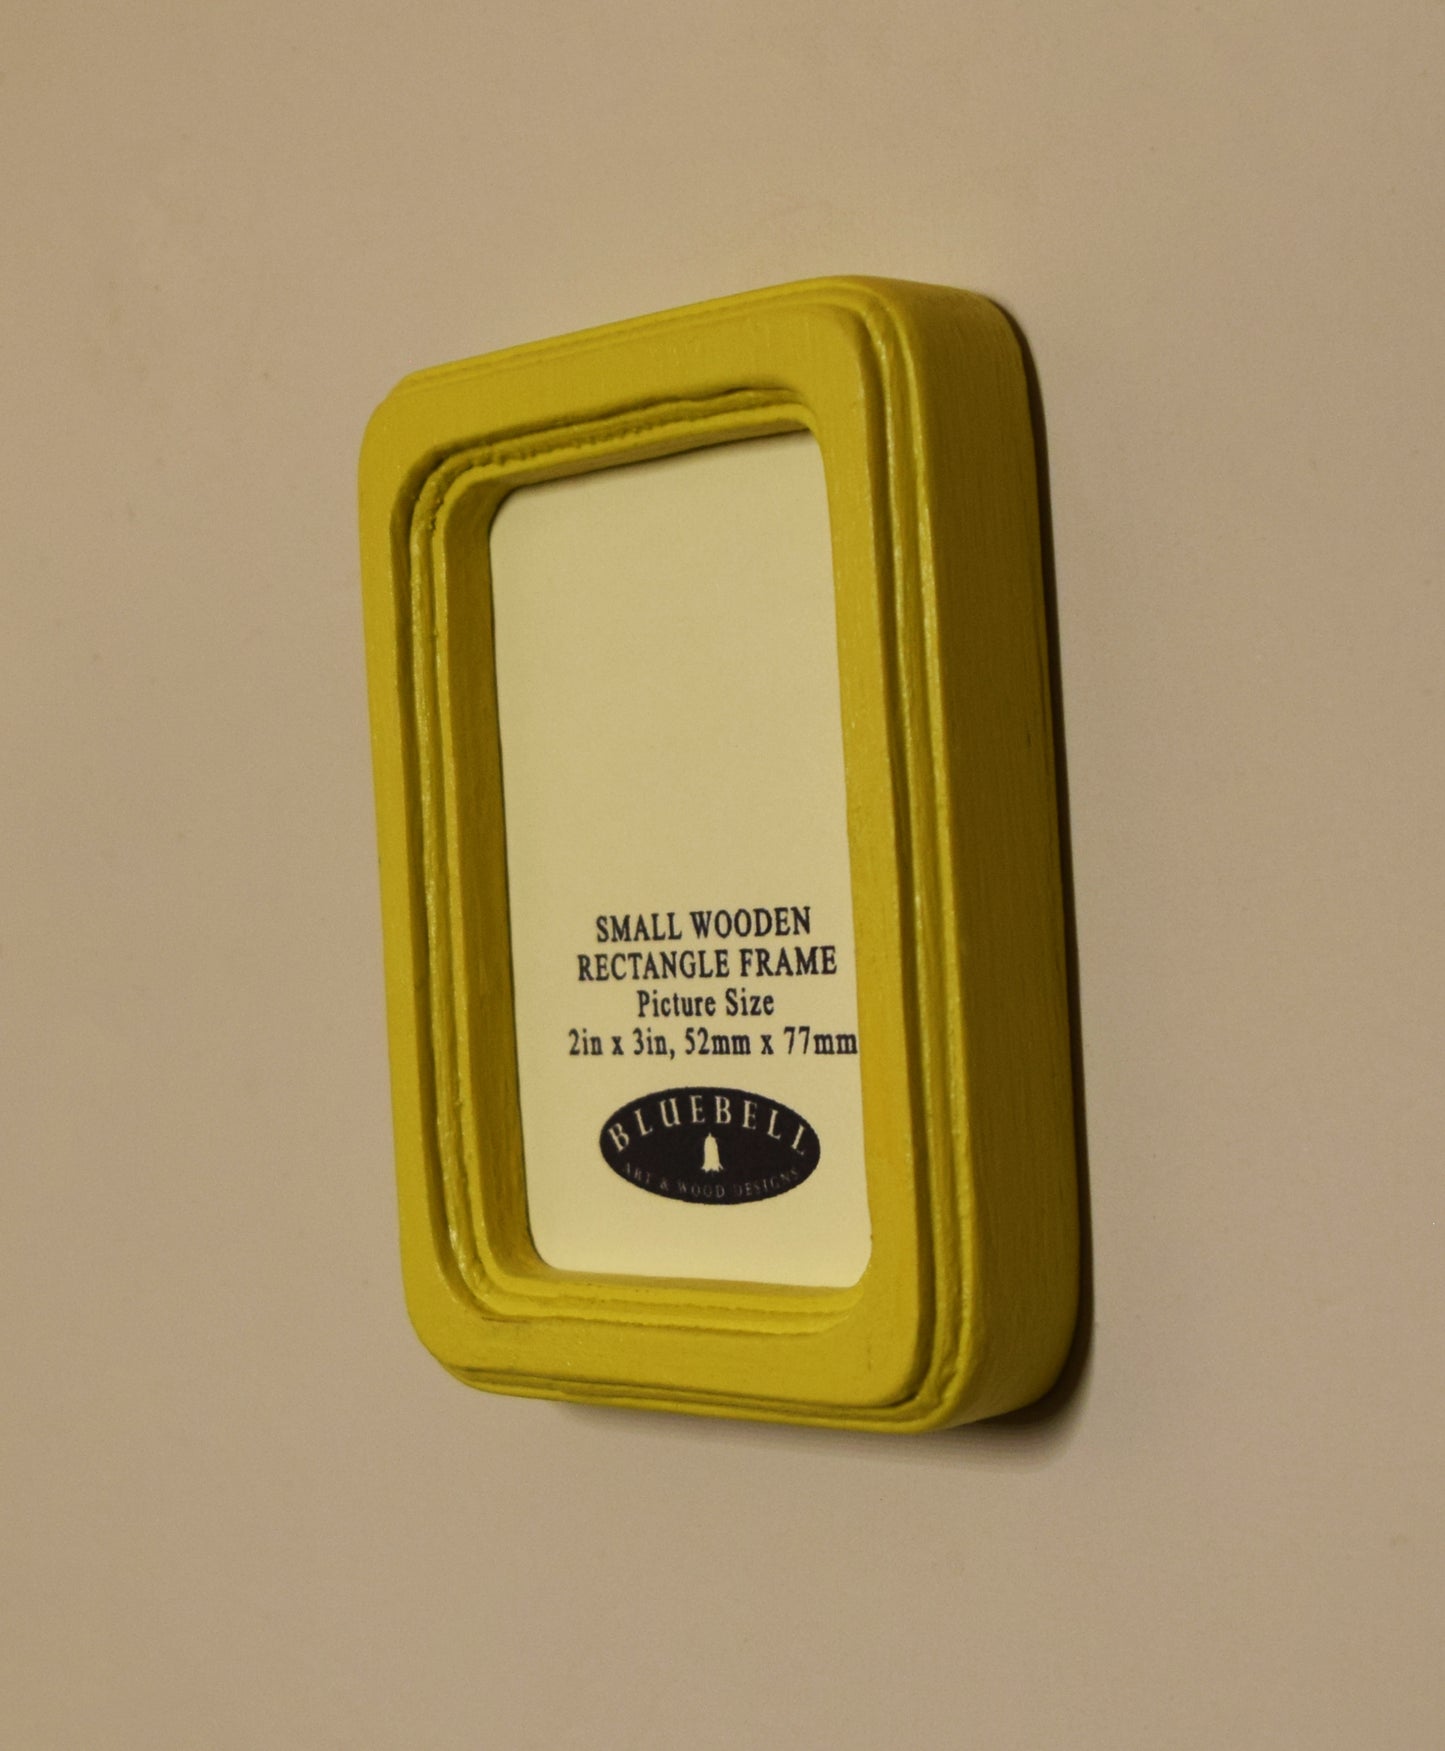 SMALL WOODEN
RECTANGLE FRAME
Picture Size
2in x 3in, 52mm x 77mm
BLUEBELL
ART & WOOD DESIGNS